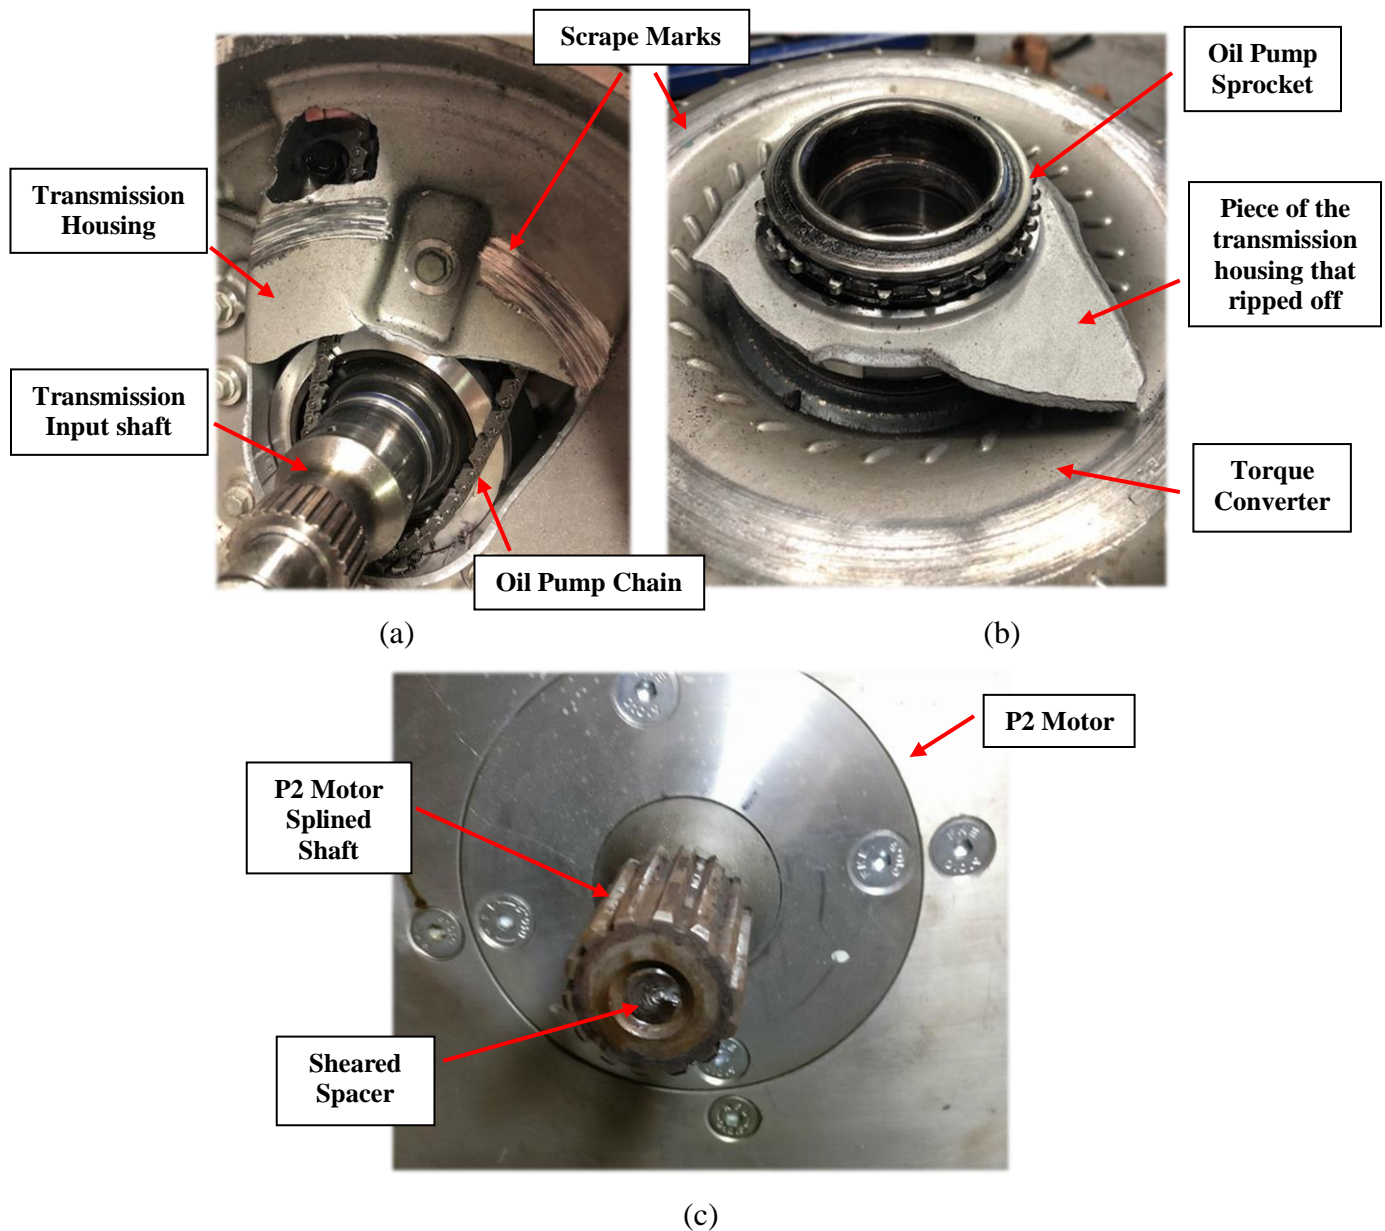 Scrape Marks
Oil Pump
Sprocket
Transmission
Housing
Piece of the
transmission
housing that
ripped off
Transmission
Input shaft
Torque
Converter
Oil Pump Chain
(a)
(b)
P2 Motor
P2 Motor
Splined
Shaft
Sheared
Spacer
(c)